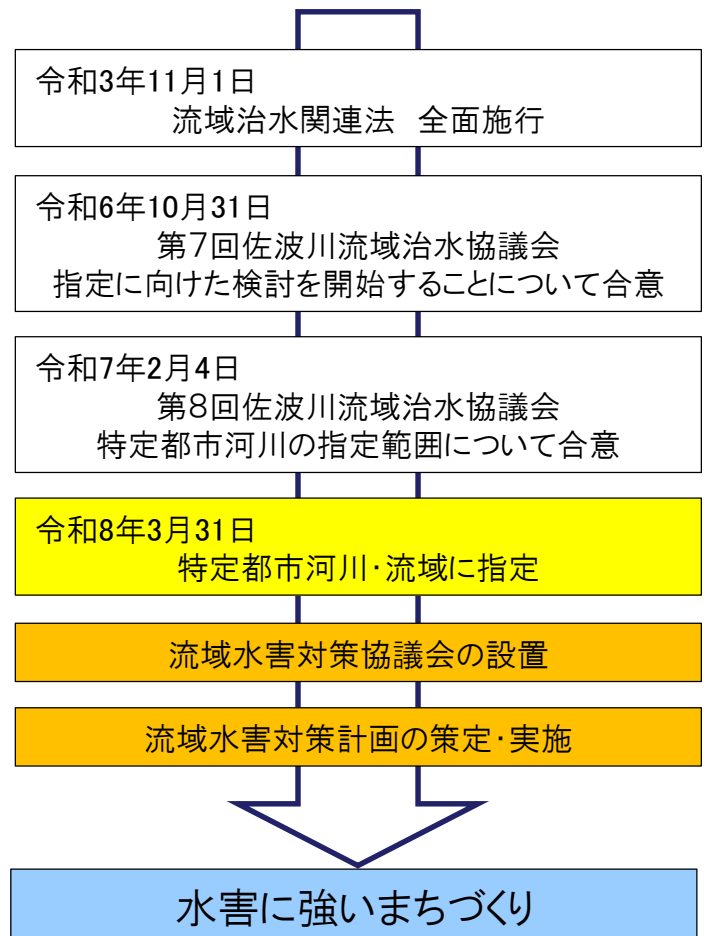 令和3年11月1日
流域治水関連法　全面施行
令和6年10月31日
第7回佐波川流域治水協議会
指定に向けた検討を開始することについて合意
令和7年2月4日
第8回佐波川流域治水協議会
特定都市河川の指定範囲について合意
令和8年3月31日
特定都市河川・流域に指定
流域水害対策協議会の設置
流域水害対策計画の策定・実施
水害に強いまちづくり